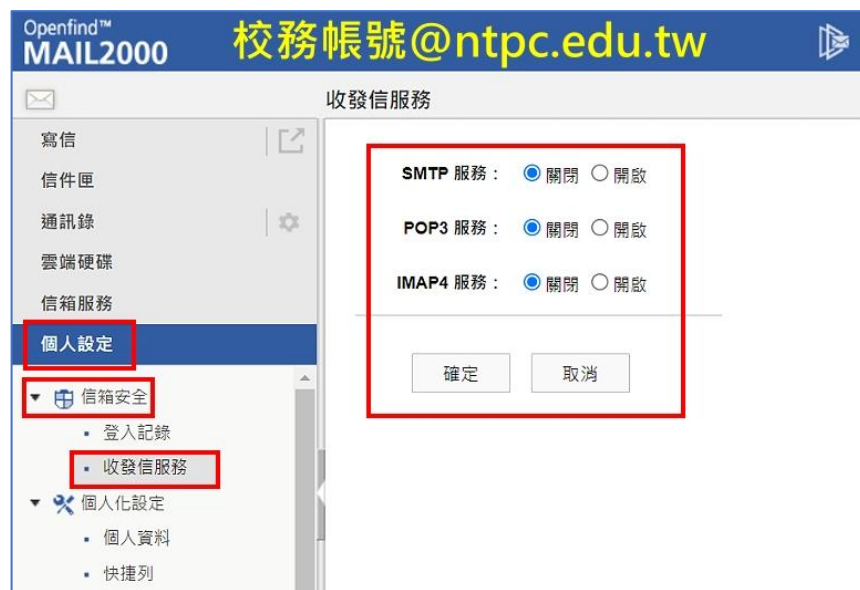 Openfind™
MAIL2000
校務帳號@ntpc.edu.tw
收發信服務
寫信
信件匣
通訊錄
雲端硬碟
信箱服務
個人設定
信箱安全
登入記錄
收發信服務
個人化設定
個人資料
快捷列
SMTP 服務： 關閉 開啟
POP3 服務： 關閉 開啟
IMAP4 服務： 關閉 開啟
確定 取消